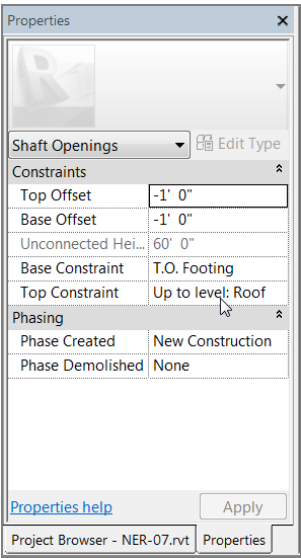 Properties
Shaft Openings Edit Type
Constraints
Top Offset -1' 0"
Base Offset -1' 0"
Unconnected Hei... 60' 0"
Base Constraint T.O. Footing
Top Constraint Up to level: Roof
Phasing
Phase Created New Construction
Phase Demolished None
Properties help Apply
Project Browser - NER-07.rvt Properties